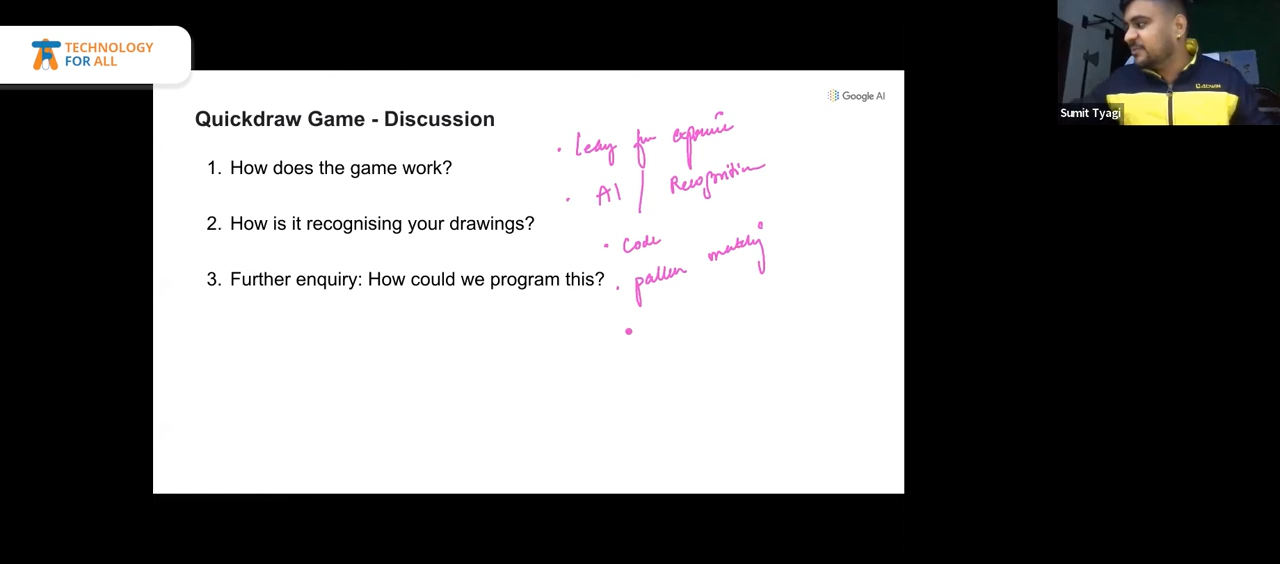 TECHNOLOGY
FOR ALL
Google AI
Quickdraw Game - Discussion
1. How does the game work?
2. How is it recognising your drawings?
3. Further enquiry: How could we program this?
AI | Recognition
• Code
Sumit Tyagi